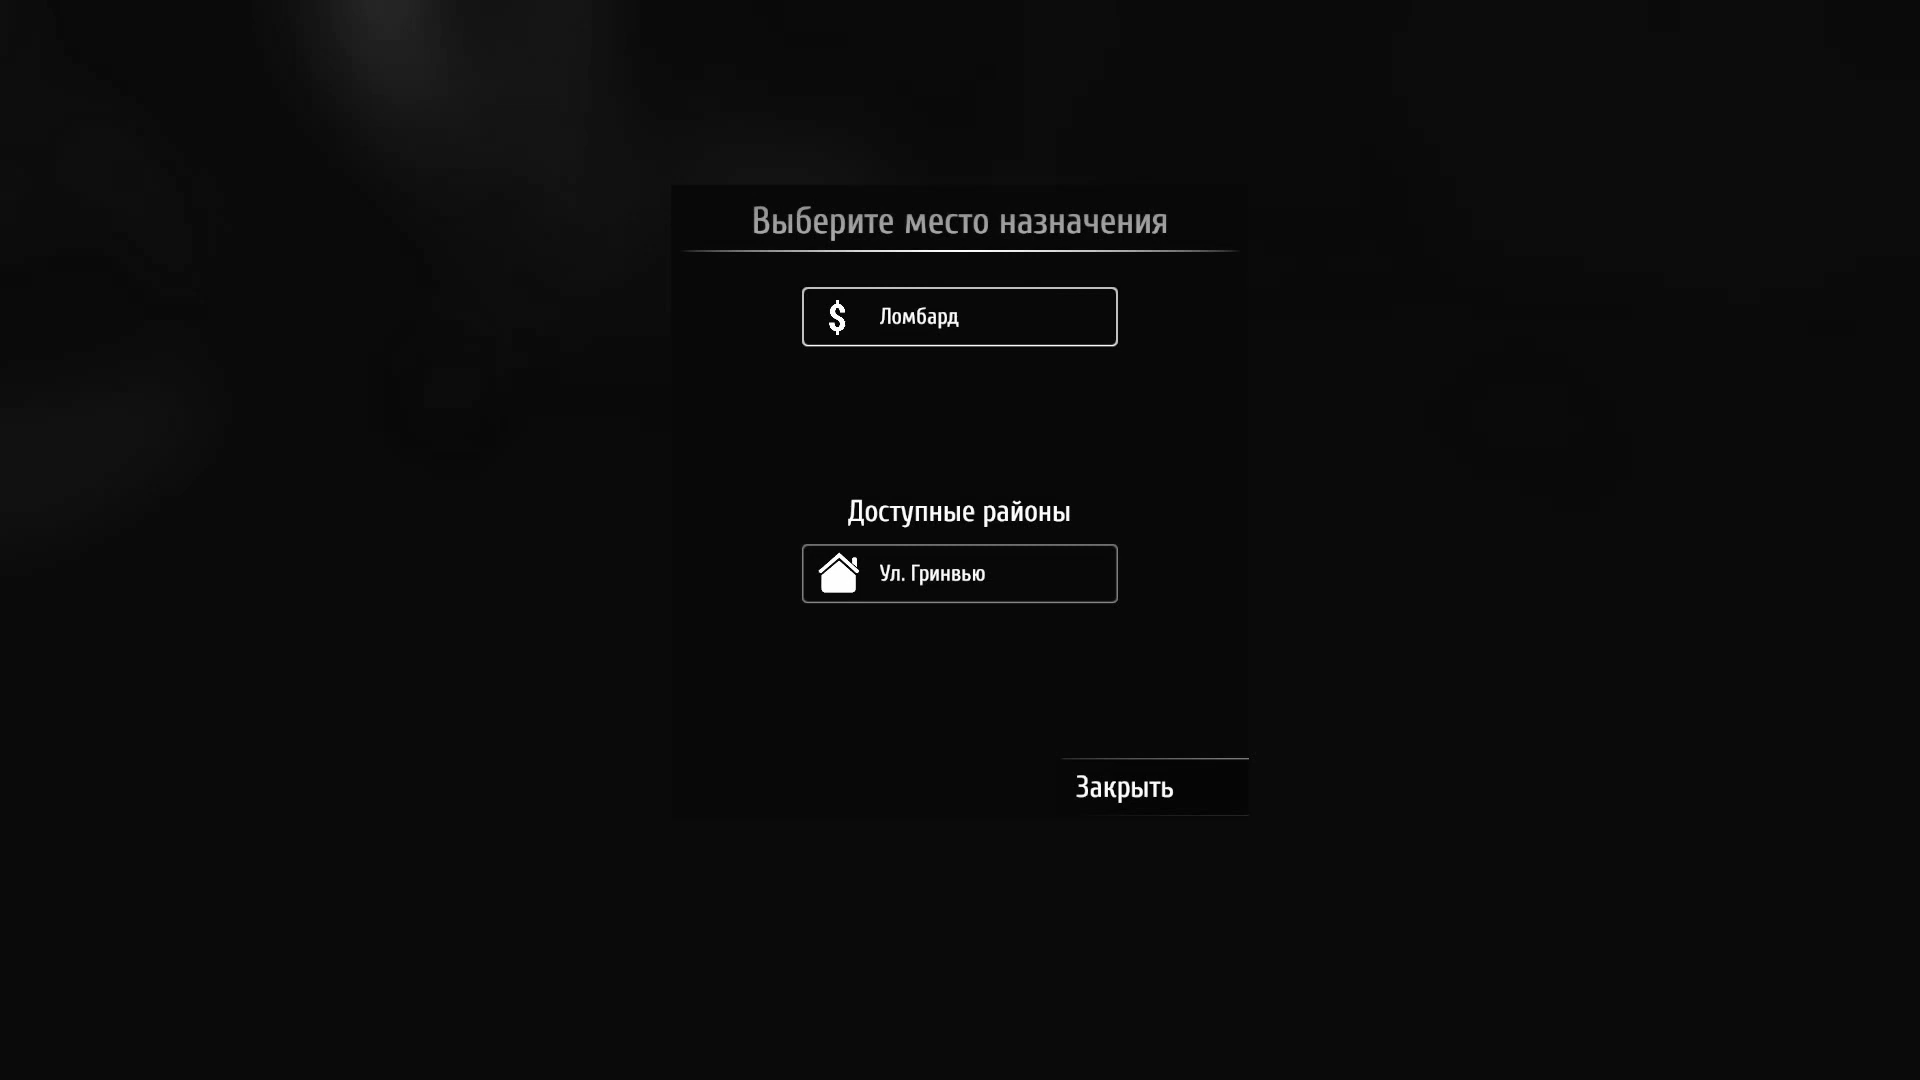 Выберите место назначения
$ Ломбард
Доступные районы
Ул. Гринвью
Закрыть